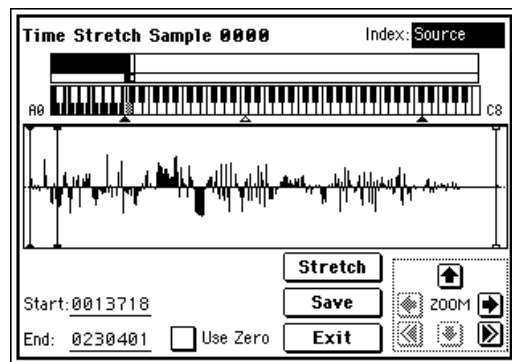 Time Stretch Sample 0000 Index: Source
A0 C8
Stretch
Start: 0013718 Save ZOOM
End: 0230401 Use Zero Exit